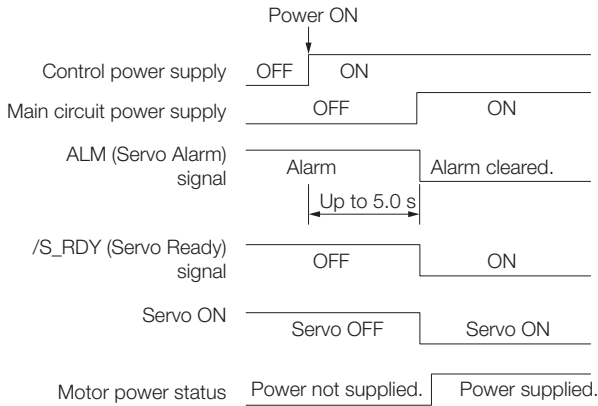 Power ON
Control power supply OFF ON
Main circuit power supply OFF ON
ALM (Servo Alarm)
signal Alarm Alarm cleared.
Up to 5.0 s
/S_RDY (Servo Ready)
signal OFF ON
Servo ON Servo OFF Servo ON
Motor power status Power not supplied. Power supplied.